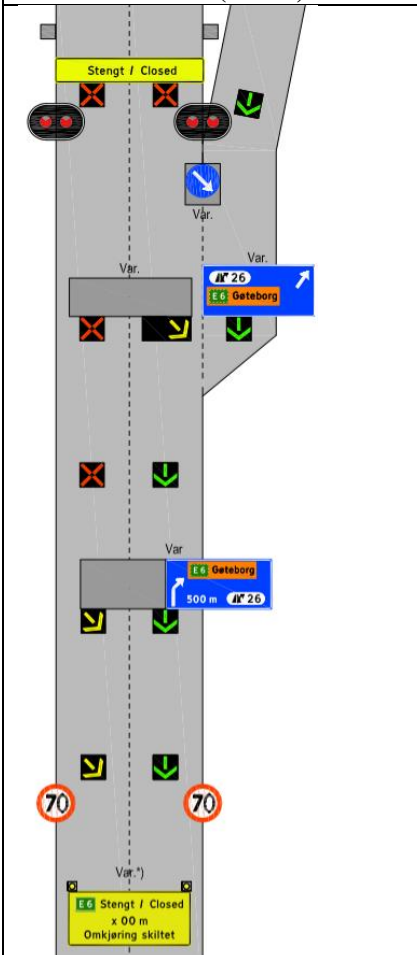 Stengt / Closed
Var.
Var.
Var.
26
E6 Gøteborg
Var
E6 Gøteborg
500 m 26
70
70
Var.*)
E6 Stengt / Closed
x 00 m
Omkjøring skiltet